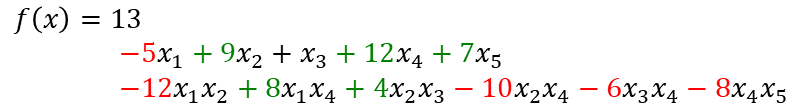 f(x) = 13
−5x₁ + 9x₂ + x₃ + 12x₄ + 7x₅
−12x₁x₂ + 8x₁x₄ + 4x₂x₃ − 10x₂x₄ − 6x₃x₄ − 8x₄x₅